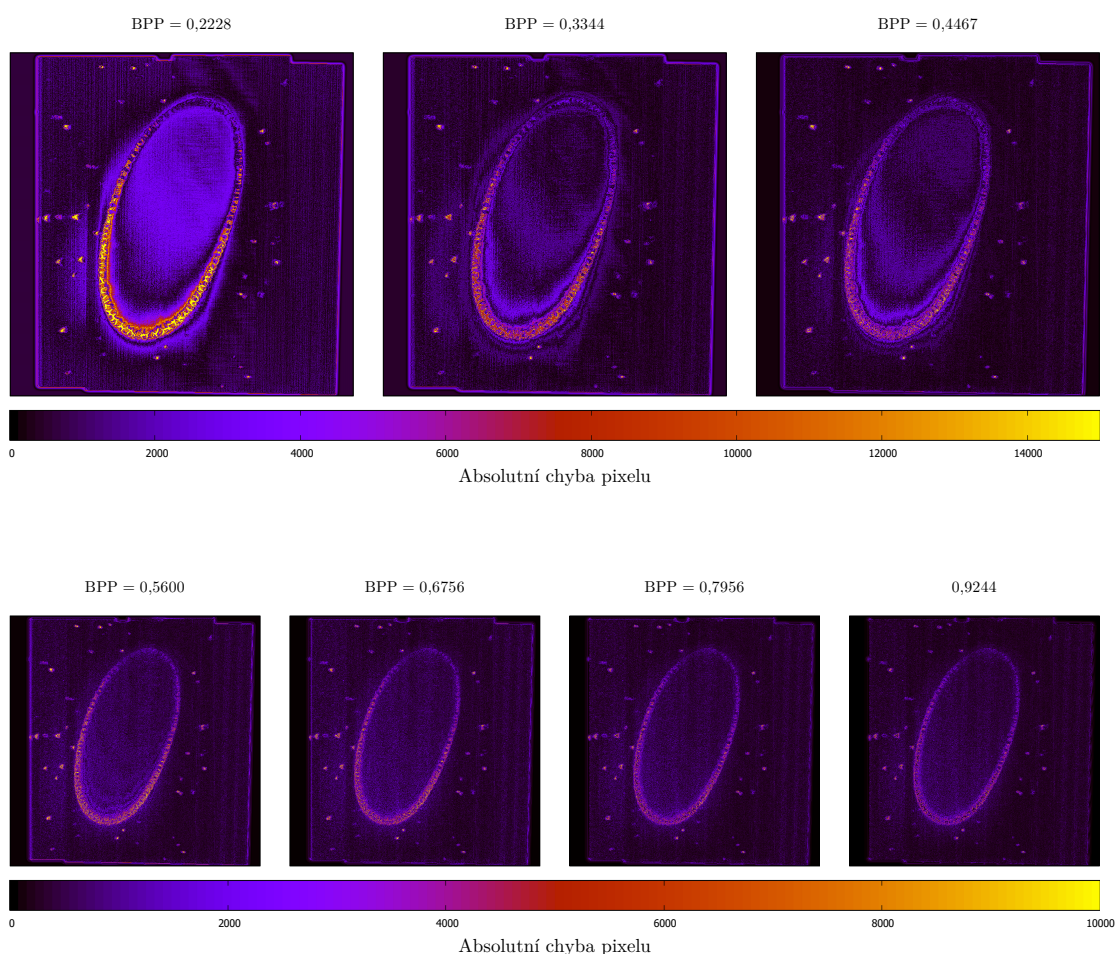 BPP = 0,2228 BPP = 0,3344 BPP = 0,4467
0 2000 4000 6000 8000 10000 12000 14000
Absolutní chyba pixelu
BPP = 0,5600 BPP = 0,6756 BPP = 0,7956 0,9244
0 2000 4000 6000 8000 10000
Absolutní chyba pixelu